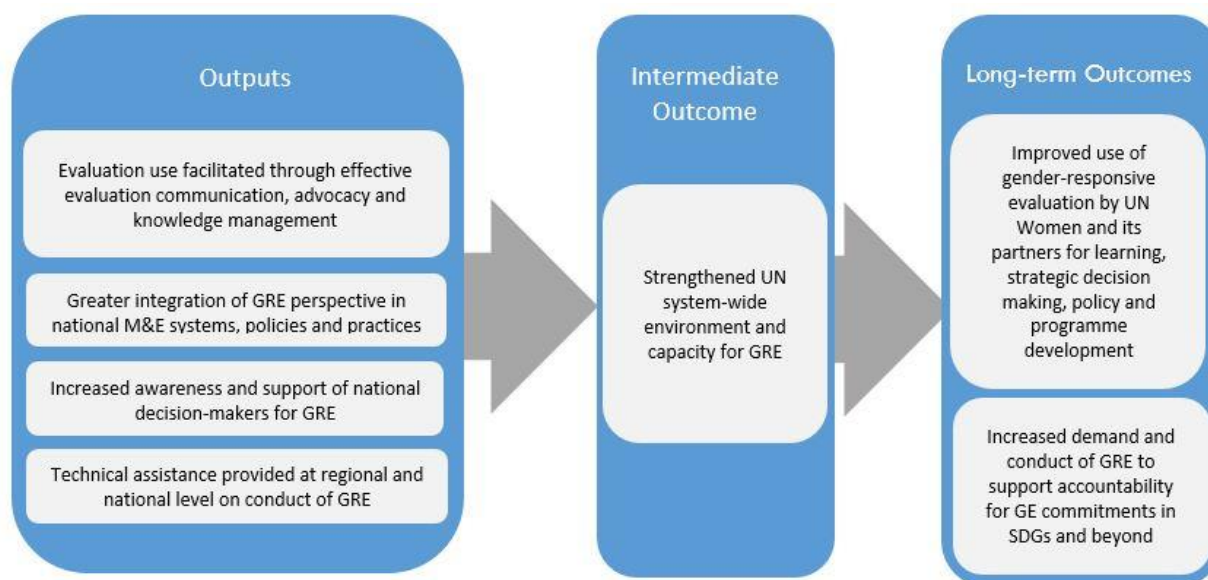 Outputs
Evaluation use facilitated through effective
evaluation communication, advocacy and
knowledge management
Greater integration of GRE perspective in
national M&E systems, policies and practices
Increased awareness and support of national
decision-makers for GRE
Technical assistance provided at regional and
national level on conduct of GRE
Intermediate
Outcome
Strengthened UN
system-wide
environment and
capacity for GRE
Long-term Outcomes
Improved use of
gender-responsive
evaluation by UN
Women and its
partners for learning,
strategic decision
making, policy and
programme
development
Increased demand and
conduct of GRE to
support accountability
for GE commitments in
SDGs and beyond